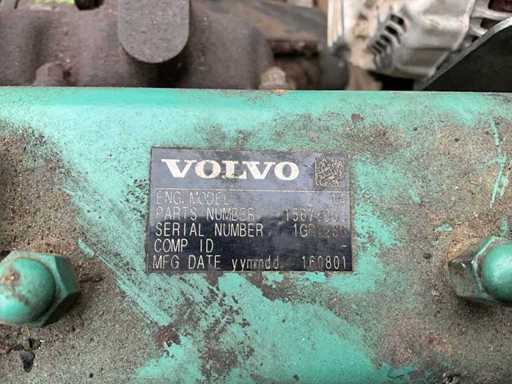 VOLVO
ENG. MODEL
PARTS NUMBER
SERIAL NUMBER
COMP ID -
MFG DATE yymmdd. 160801